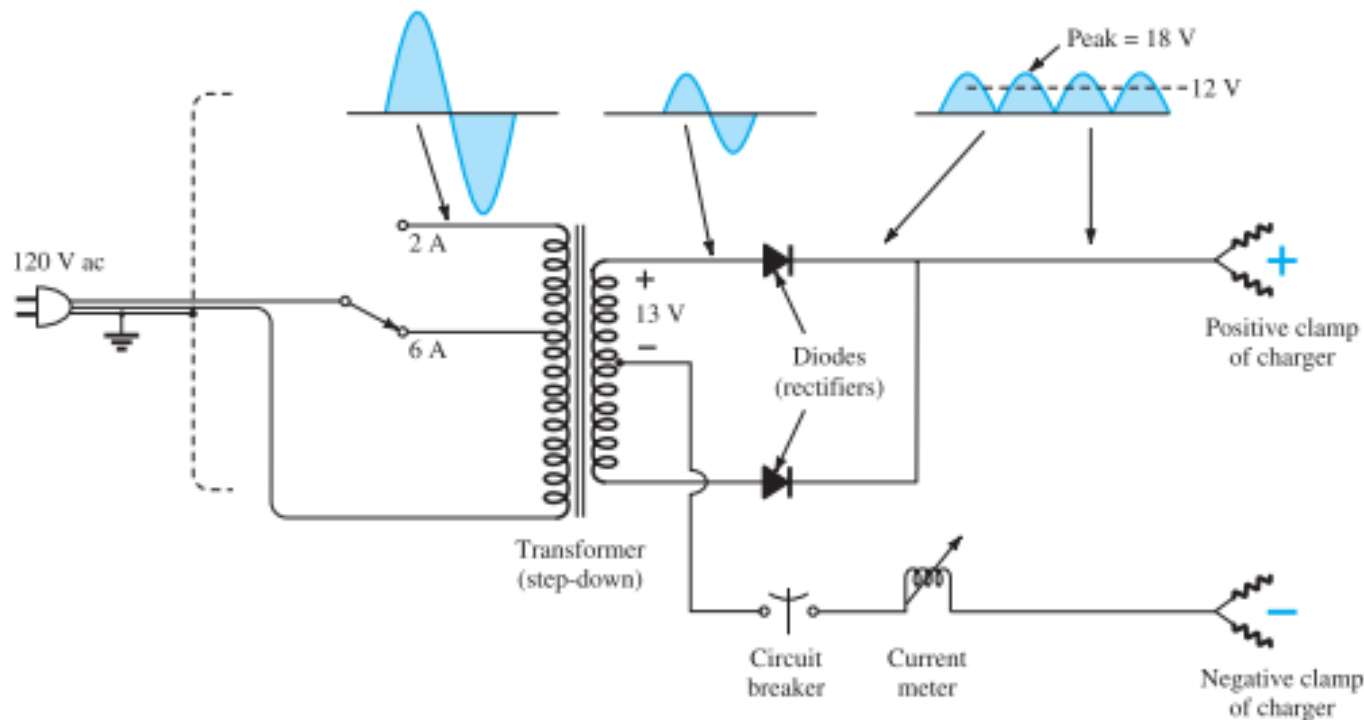 Peak = 18 V
12 V
2 A
120 V ac
+
13 V
−
6 A
Diodes
(rectifiers)
+
Positive clamp
of charger
Transformer
(step-down)
−
Circuit
breaker
Current
meter
Negative clamp
of charger